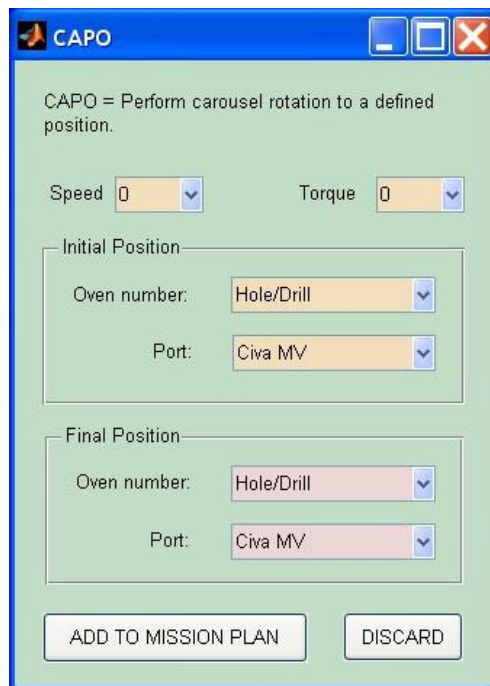 CAPO
CAPO = Perform carousel rotation to a defined
position.
Speed 0 Torque 0
Initial Position
Oven number: Hole/Drill
Port: Civa MV
Final Position
Oven number: Hole/Drill
Port: Civa MV
ADD TO MISSION PLAN DISCARD